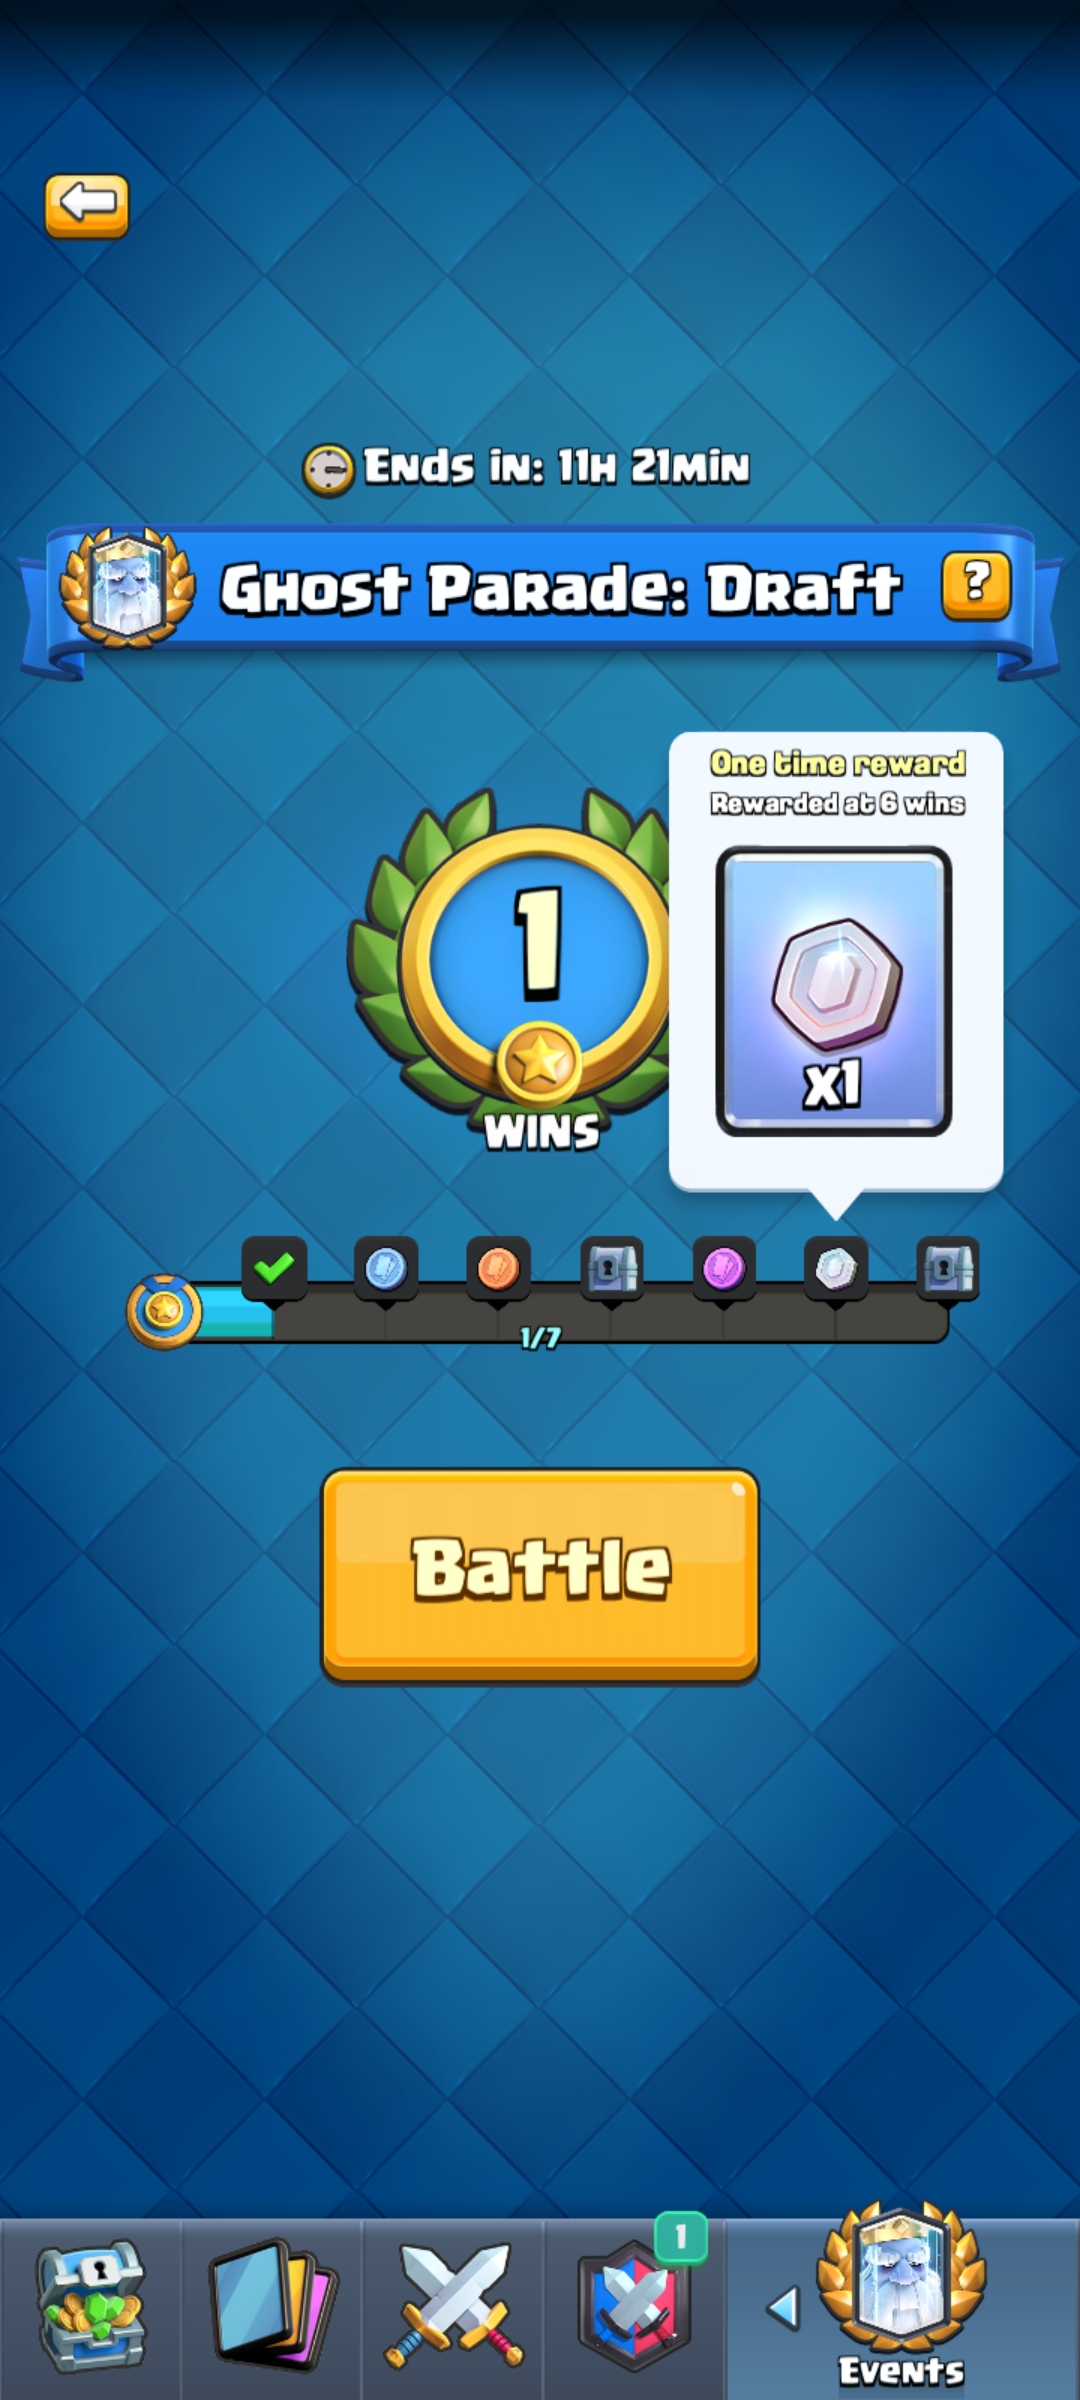 Ends in: 11h 21min
Ghost Parade: Draft
?
One time reward
Rewarded at 6 wins
1
x1
WINS
1/7
Battle
1
Events